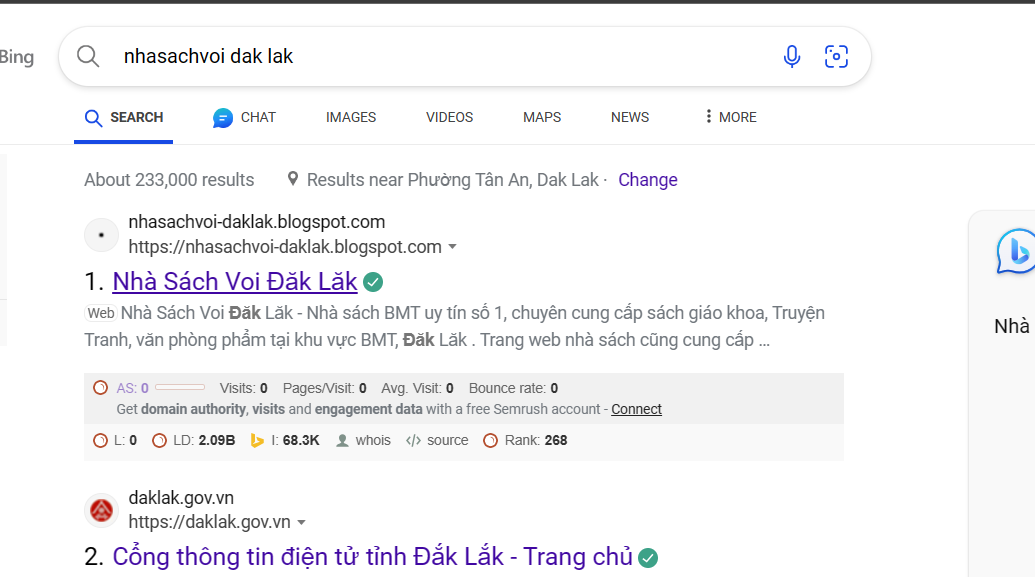 Bing
nhasachvoi dak lak
SEARCH CHAT IMAGES VIDEOS MAPS NEWS MORE
About 233,000 results Results near Phường Tân An, Dak Lak · Change
nhasachvoi-daklak.blogspot.com
https://nhasachvoi-daklak.blogspot.com
1. Nhà Sách Voi Đăk Lăk
Web Nhà Sách Voi Đăk Lăk - Nhà sách BMT uy tín số 1, chuyên cung cấp sách giáo khoa, Truyện
Tranh, văn phòng phẩm tại khu vực BMT, Đăk Lăk . Trang web nhà sách cũng cung cấp ...
Nhà
AS: 0 Visits: 0 Pages/Visit: 0 Avg. Visit: 0 Bounce rate: 0
Get domain authority, visits and engagement data with a free Semrush account - Connect
L: 0 LD: 2.09B I: 68.3K whois source Rank: 268
daklak.gov.vn
https://daklak.gov.vn
2. Cổng thông tin điện tử tỉnh Đắk Lắk - Trang chủ